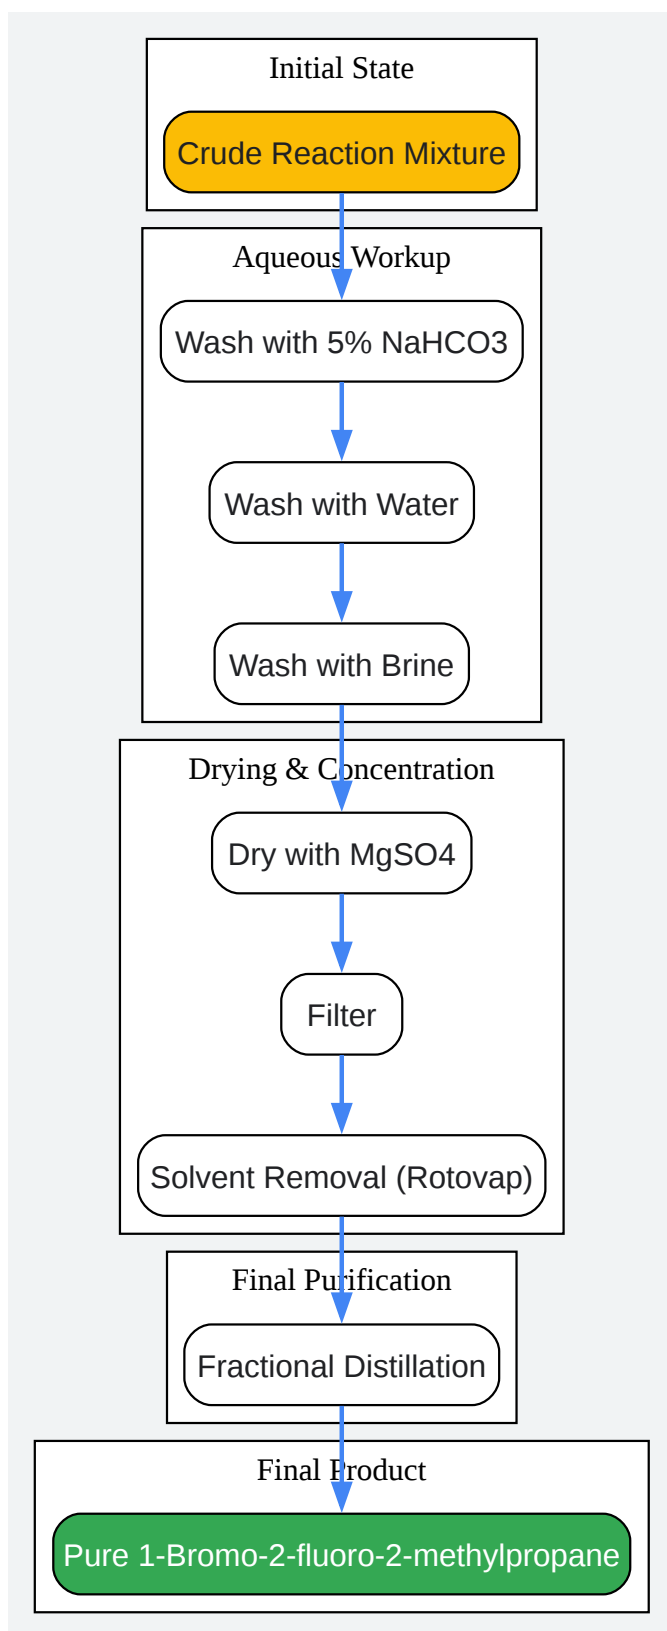 Initial State
Crude Reaction Mixture
Aqueous Workup
Wash with 5% NaHCO3
Wash with Water
Wash with Brine
Drying & Concentration
Dry with MgSO4
Filter
Solvent Removal (Rotovap)
Final Purification
Fractional Distillation
Final Product
Pure 1-Bromo-2-fluoro-2-methylpropane